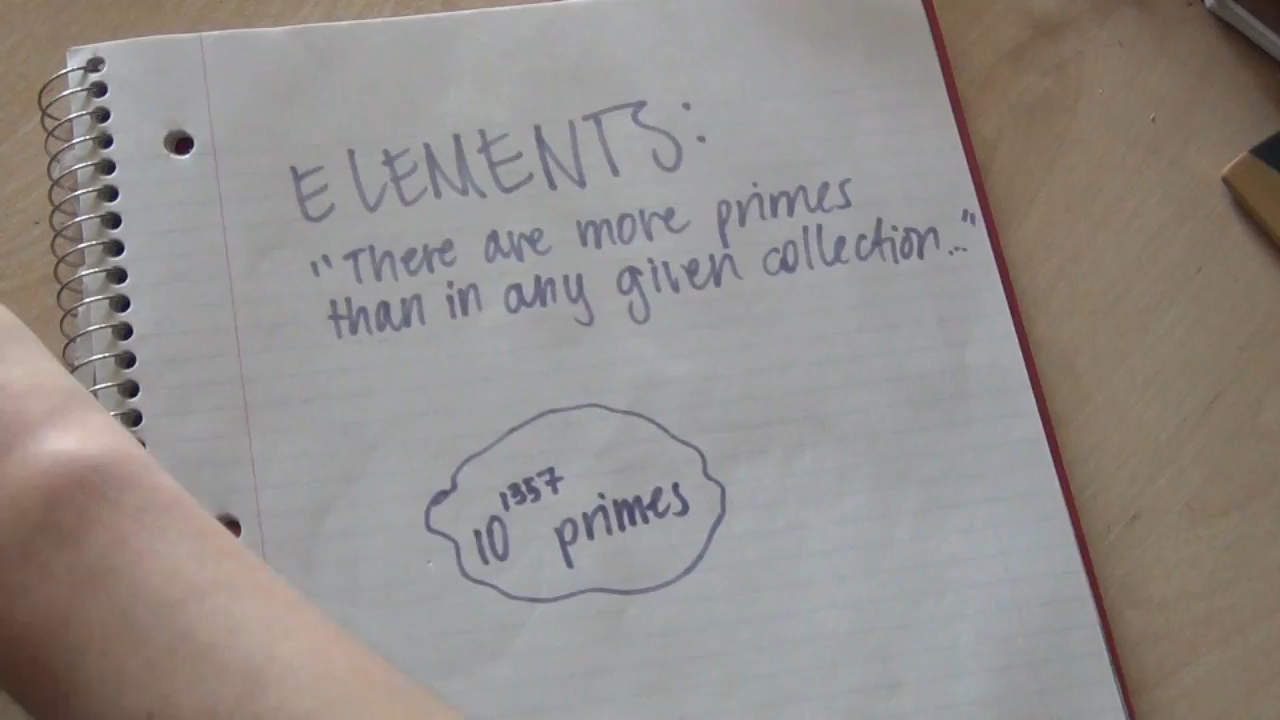 ELEMENTS:
"There are more primes
than in any given collection..."
10^1357 primes